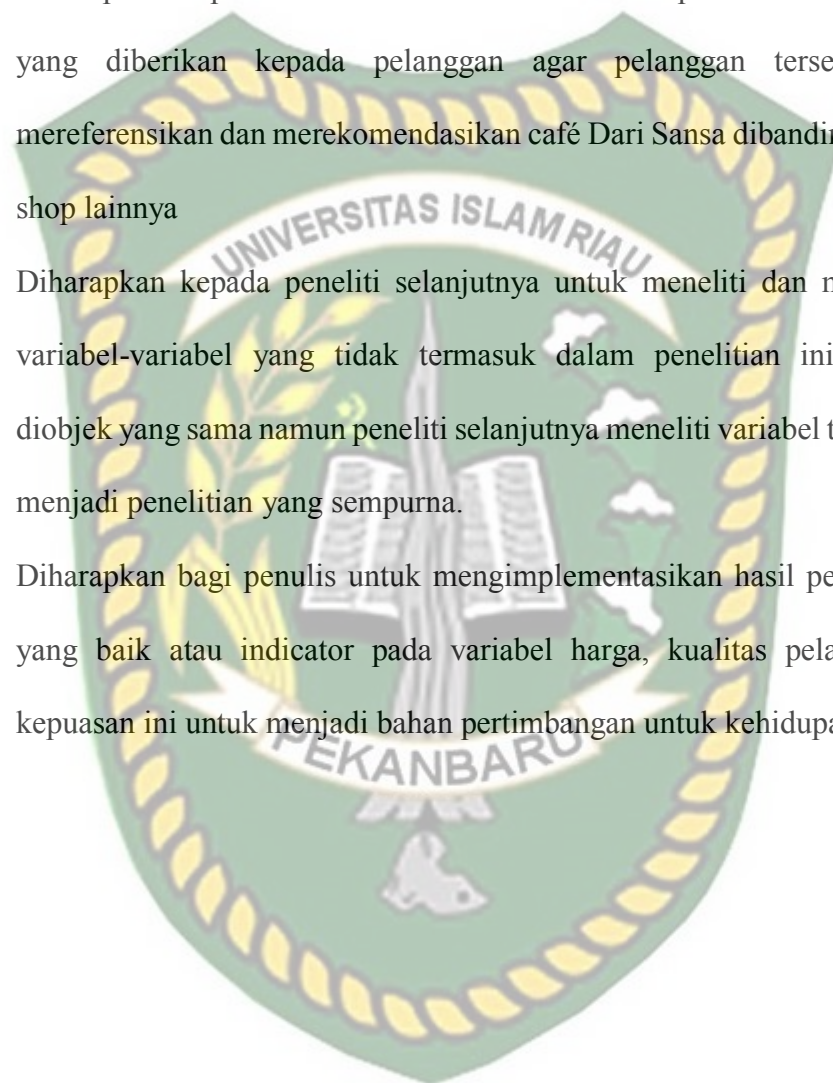 yang diberikan kepada pelanggan agar pelanggan terse
mereferensikan dan merekomendasikan café Dari Sansa dibandin
shop lainnya
UNIVERSITAS ISLAM RIAU
Diharapkan kepada peneliti selanjutnya untuk meneliti dan
variabel-variabel yang tidak termasuk dalam penelitian ini
diobjek yang sama namun peneliti selanjutnya meneliti variabel t
menjadi penelitian yang sempurna.
Diharapkan bagi penulis untuk mengimplementasikan hasil pe
yang baik atau indicator pada variabel harga, kualitas pela
kepuasan ini untuk menjadi bahan pertimbangan untuk kehidupa
PEKANBARU